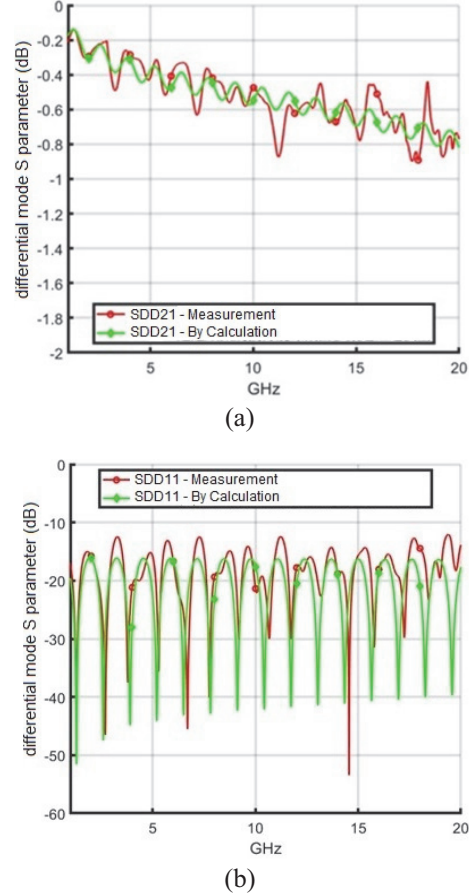 0
-0.2
-0.4
-0.6
-0.8
-1
-1.2
-1.4
-1.6
-1.8
-2
differential mode S parameter (dB)
SDD21 - Measurement
SDD21 - By Calculation
5
10
15
20
GHz
(a)
0
-10
-20
-30
-40
-50
-60
differential mode S parameter (dB)
SDD11 - Measurement
SDD11 - By Calculation
5
10
15
20
GHz
(b)